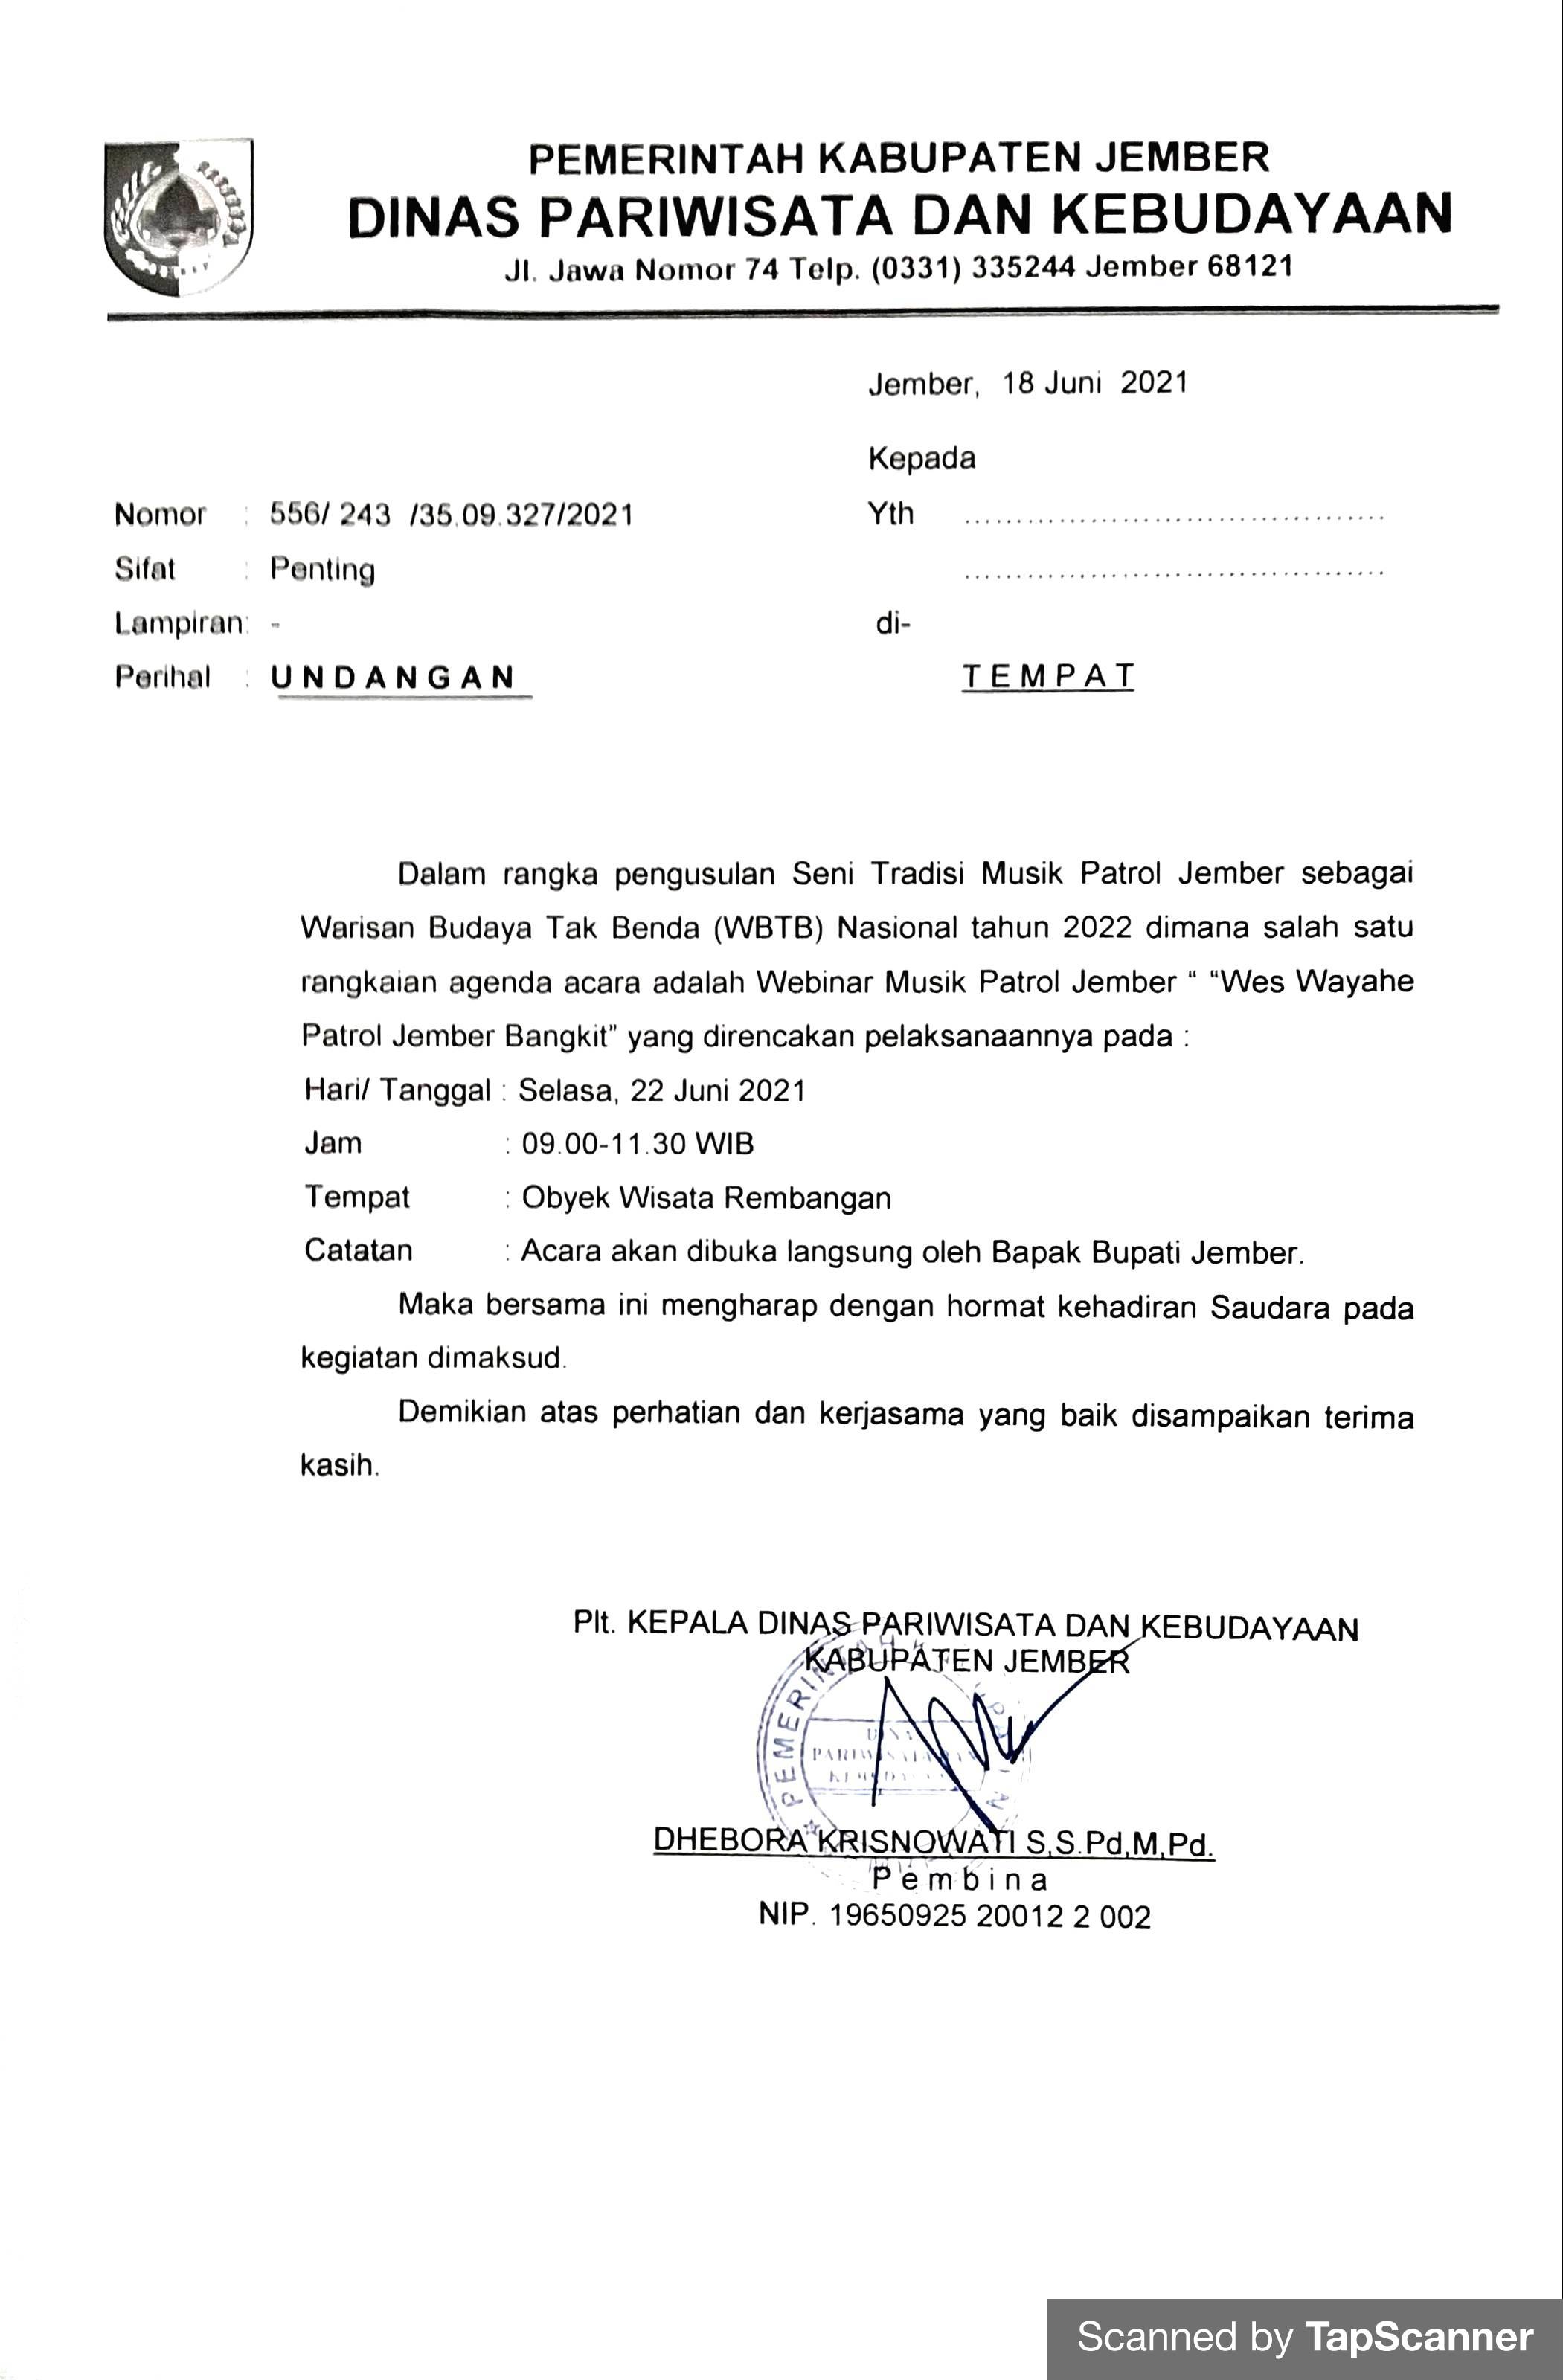 PEMERINTAH KABUPATEN JEMBER
DINAS PARIWISATA DAN KEBUDAYAAN
Jl. Jawa Nomor 74 Telp. (0331) 335244 Jember 68121
Jember, 18 Juni 2021
Kepada
Nomor : 556/ 243 /35.09.327/2021
Yth ........................................
Sifat : Penting
........................................
Lampiran: -
di-
Perihal : UNDANGAN
TEMPAT
Dalam rangka pengusulan Seni Tradisi Musik Patrol Jember sebagai
Warisan Budaya Tak Benda (WBTB) Nasional tahun 2022 dimana salah satu
rangkaian agenda acara adalah Webinar Musik Patrol Jember “ “Wes Wayahe
Patrol Jember Bangkit” yang direncakan pelaksanaannya pada :
Hari/ Tanggal : Selasa, 22 Juni 2021
Jam : 09.00-11.30 WIB
Tempat : Obyek Wisata Rembangan
Catatan : Acara akan dibuka langsung oleh Bapak Bupati Jember.
Maka bersama ini mengharap dengan hormat kehadiran Saudara pada
kegiatan dimaksud.
Demikian atas perhatian dan kerjasama yang baik disampaikan terima
kasih.
Plt. KEPALA DINAS PARIWISATA DAN KEBUDAYAAN
KABUPATEN JEMBER
DHEBORA KRISNOWATI S,S.Pd,M,Pd.
Pembina
NIP. 19650925 20012 2 002
Scanned by TapScanner